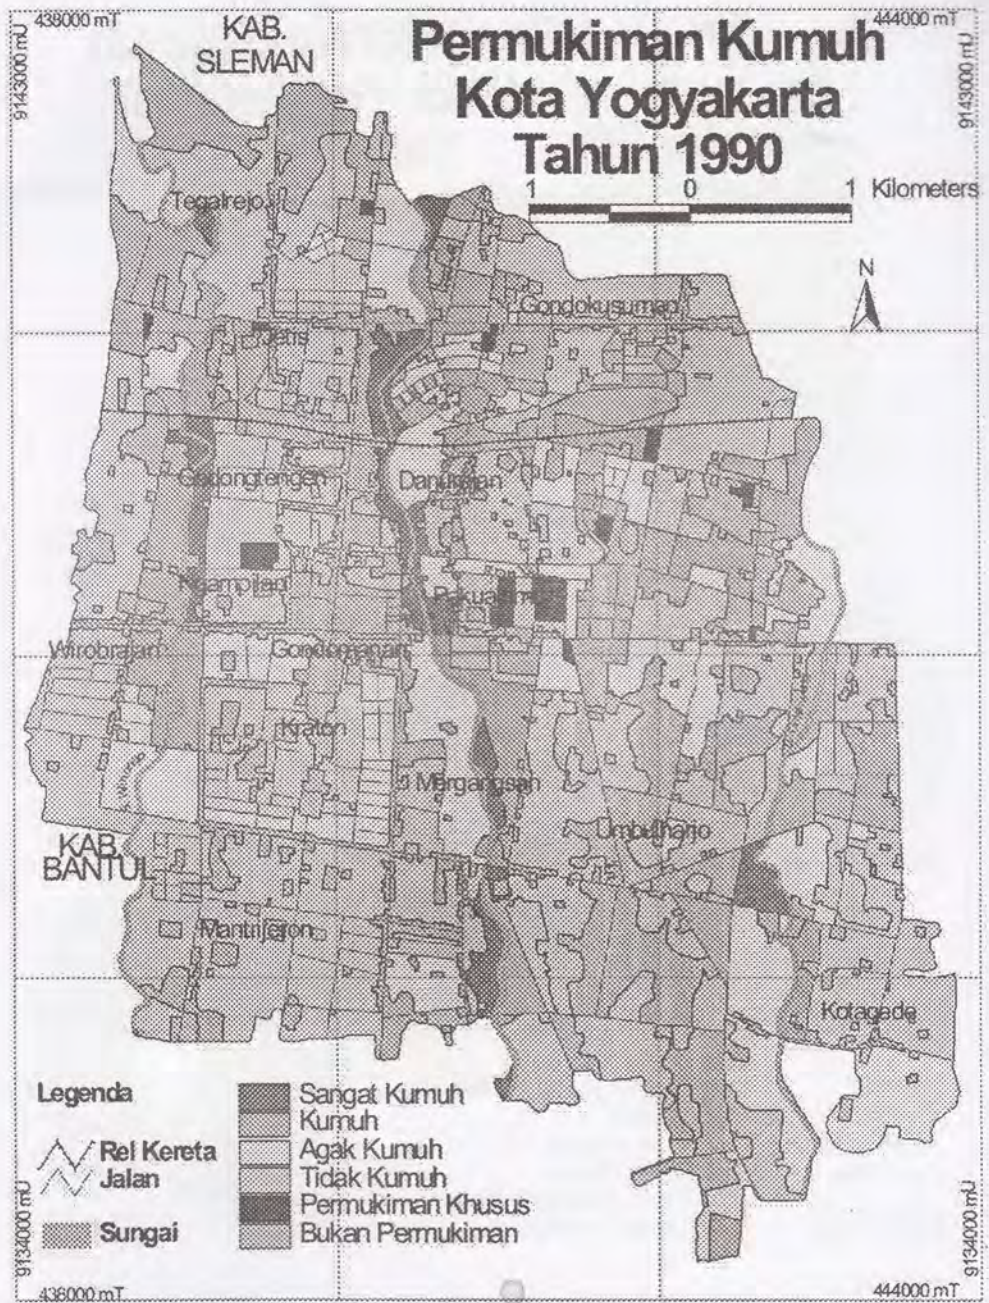 438000 mT
444000 mT
9143000 mU
9143000 mU
KAB.
SLEMAN
Permukiman Kumuh
Kota Yogyakarta
Tahun 1990
1 0 1 Kilometers
N
Tegalrejo
Gondokusuman
Jetis
Gedongtengen
Danurejan
Ngampilan
Pakualaman
Wirobrajan
Gondomanan
Kraton
Mergangsan
Umbulharjo
KAB.
BANTUL
Mantrijeron
Kotagede
Legenda
Rel Kereta
Jalan
Sungai
Sangat Kumuh
Kumuh
Agak Kumuh
Tidak Kumuh
Permukiman Khusus
Bukan Permukiman
9134000 mU
9134000 mU
438000 mT
444000 mT